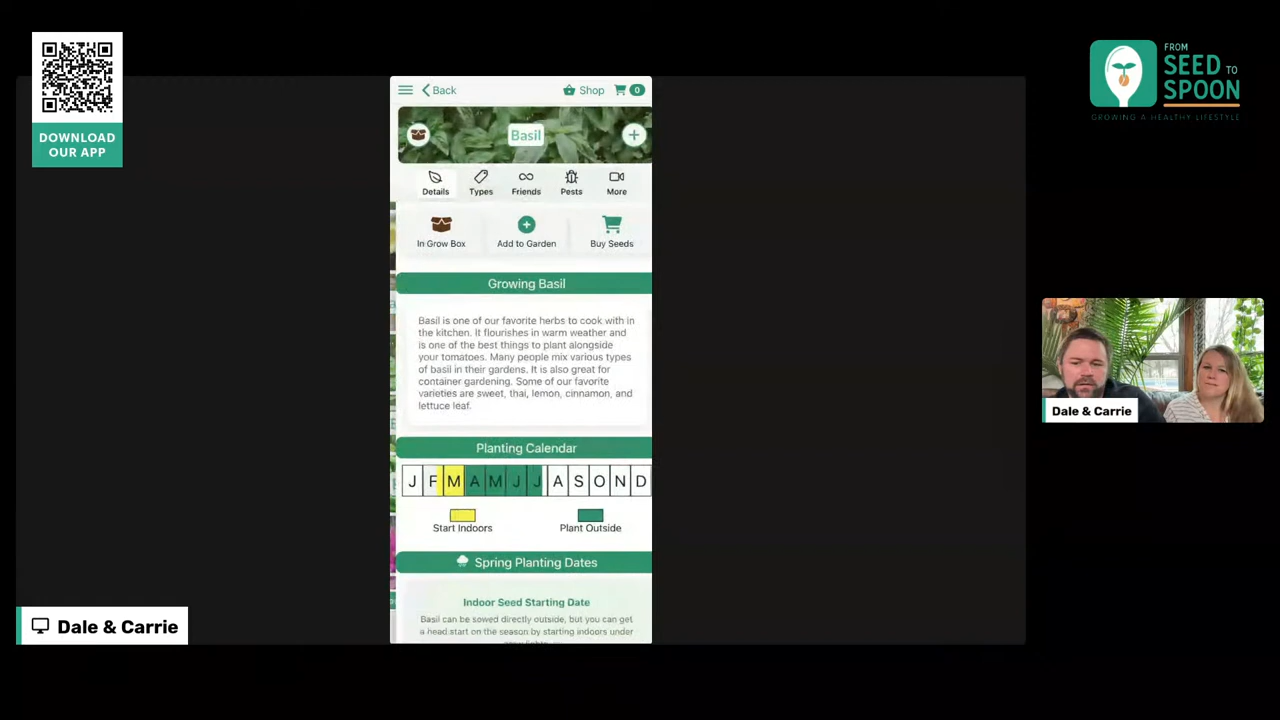 DOWNLOAD
OUR APP
FROM
SEED TO
SPOON
GROWING A HEALTHY LIFESTYLE
Back
Shop
0
Basil
Details
Types
Friends
Pests
More
In Grow Box
Add to Garden
Buy Seeds
Growing Basil
Basil is one of our favorite herbs to cook with in
the kitchen. It flourishes in warm weather and
is one of the best things to plant alongside
your tomatoes. Many people mix various types
of basil in their gardens. It is also great for
container gardening. Some of our favorite
varieties are sweet, thai, lemon, cinnamon, and
lettuce leaf.
Planting Calendar
J F M A M J J A S O N D
Start Indoors
Plant Outside
Spring Planting Dates
Indoor Seed Starting Date
Basil can be sowed directly outside, but you can get
a head start on the season by starting indoors under
Dale & Carrie
Dale & Carrie